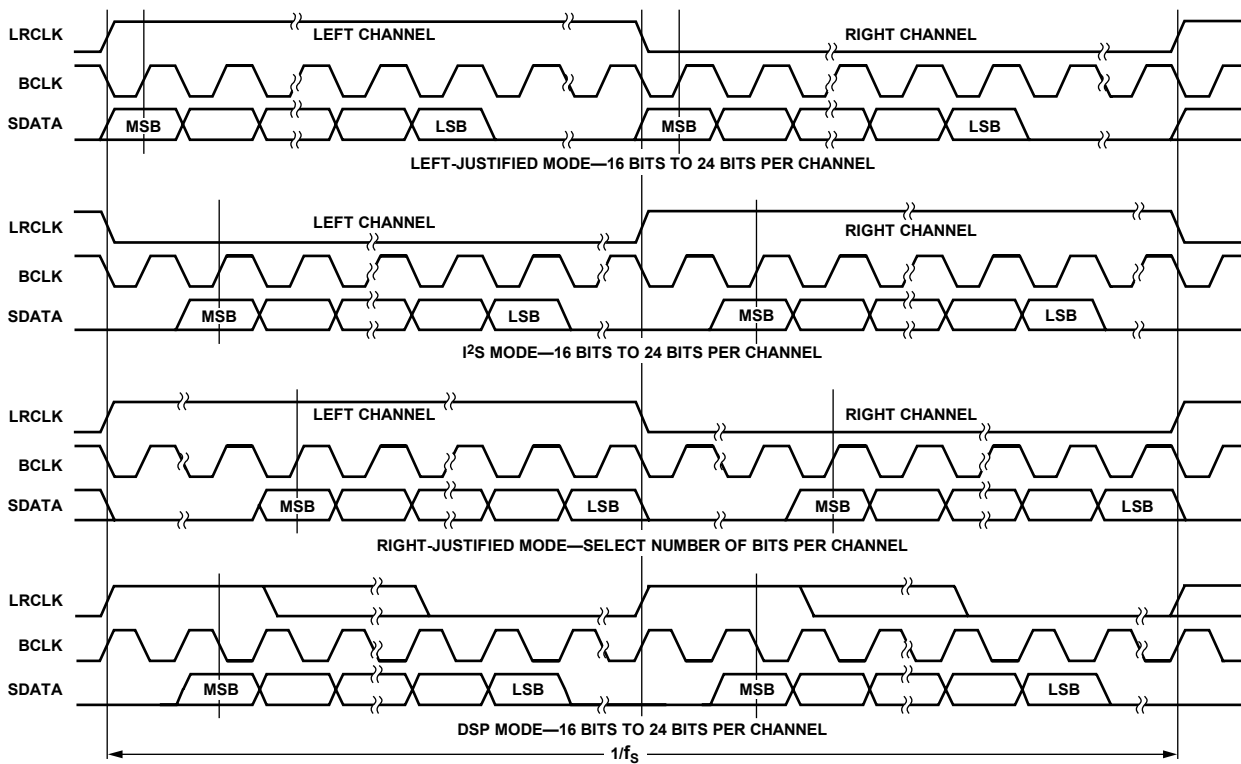 LRCLK LEFT CHANNEL RIGHT CHANNEL
BCLK
SDATA MSB LSB MSB LSB
LEFT-JUSTIFIED MODE—16 BITS TO 24 BITS PER CHANNEL
LRCLK LEFT CHANNEL RIGHT CHANNEL
BCLK
SDATA MSB LSB MSB LSB
I²S MODE—16 BITS TO 24 BITS PER CHANNEL
LRCLK LEFT CHANNEL RIGHT CHANNEL
BCLK
SDATA MSB LSB MSB LSB
RIGHT-JUSTIFIED MODE—SELECT NUMBER OF BITS PER CHANNEL
LRCLK
BCLK
SDATA MSB LSB MSB LSB
DSP MODE—16 BITS TO 24 BITS PER CHANNEL
1/fS